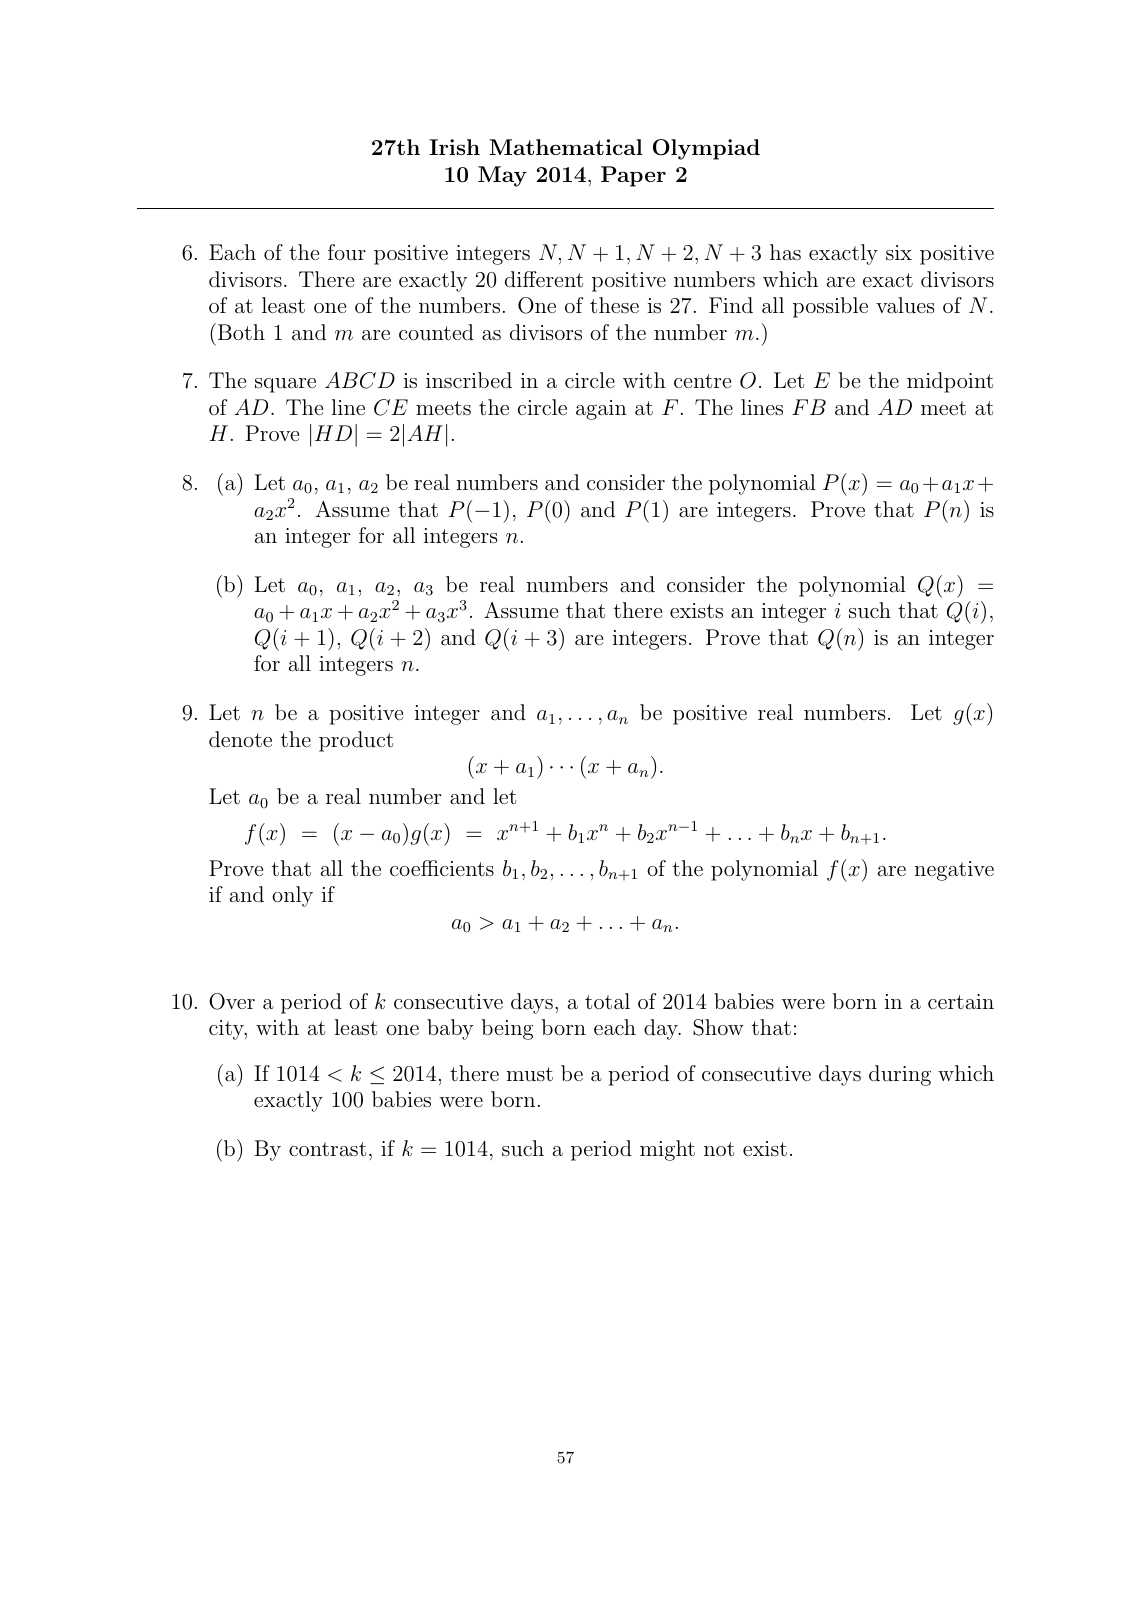 27th Irish Mathematical Olympiad
10 May 2014, Paper 2
6. Each of the four positive integers N, N + 1, N + 2, N + 3 has exactly six positive
divisors. There are exactly 20 different positive numbers which are exact divisors
of at least one of the numbers. One of these is 27. Find all possible values of N.
(Both 1 and m are counted as divisors of the number m.)
7. The square ABCD is inscribed in a circle with centre O. Let E be the midpoint
of AD. The line CE meets the circle again at F. The lines FB and AD meet at
H. Prove |HD| = 2|AH|.
8. (a) Let a₀, a₁, a₂ be real numbers and consider the polynomial P(x) = a₀ + a₁x +
a₂x². Assume that P(−1), P(0) and P(1) are integers. Prove that P(n) is
an integer for all integers n.
(b) Let a₀, a₁, a₂, a₃ be real numbers and consider the polynomial Q(x) =
a₀ + a₁x + a₂x² + a₃x³. Assume that there exists an integer i such that Q(i),
Q(i + 1), Q(i + 2) and Q(i + 3) are integers. Prove that Q(n) is an integer
for all integers n.
9. Let n be a positive integer and a₁, . . . , aₙ be positive real numbers. Let g(x)
denote the product
(x + a₁) · · · (x + aₙ).
Let a₀ be a real number and let
f(x) = (x − a₀)g(x) = xⁿ⁺¹ + b₁xⁿ + b₂xⁿ⁻¹ + . . . + bₙx + bₙ₊₁.
Prove that all the coefficients b₁, b₂, . . . , bₙ₊₁ of the polynomial f(x) are negative
if and only if
a₀ > a₁ + a₂ + . . . + aₙ.
10. Over a period of k consecutive days, a total of 2014 babies were born in a certain
city, with at least one baby being born each day. Show that:
(a) If 1014 < k ≤ 2014, there must be a period of consecutive days during which
exactly 100 babies were born.
(b) By contrast, if k = 1014, such a period might not exist.
57